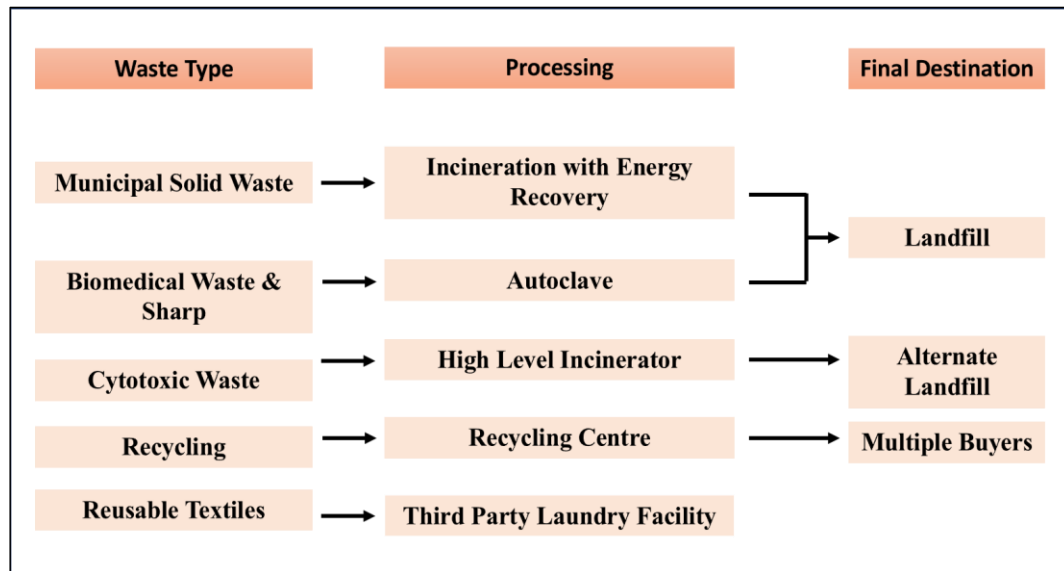 Waste Type
Processing
Final Destination
Municipal Solid Waste
Incineration with Energy
Recovery
Landfill
Biomedical Waste &
Sharp
Autoclave
Cytotoxic Waste
High Level Incinerator
Alternate
Landfill
Recycling
Recycling Centre
Multiple Buyers
Reusable Textiles
Third Party Laundry Facility